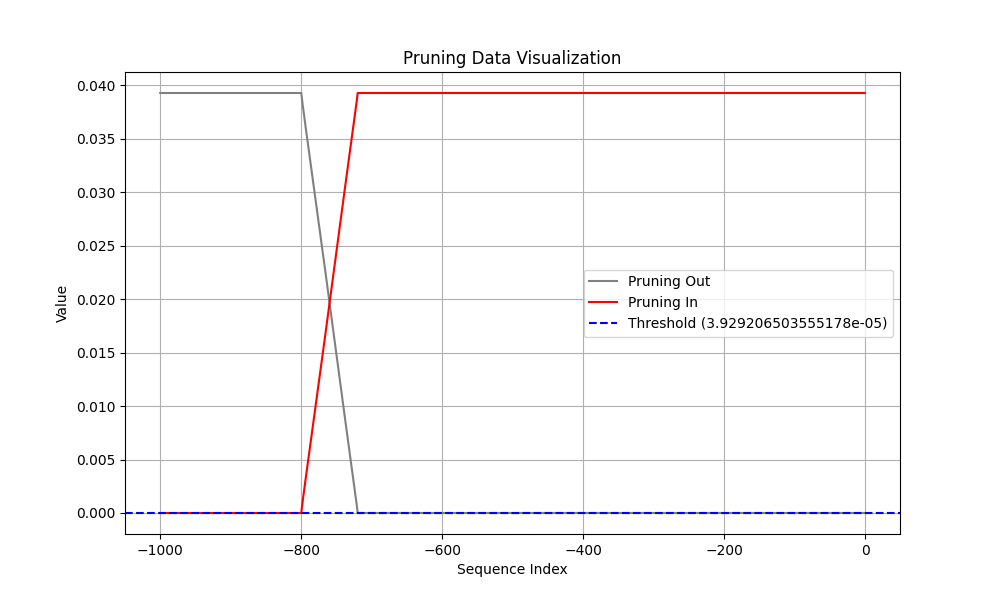 Pruning Data Visualization
0.040
0.035
0.030
0.025
0.020
0.015
0.010
0.005
0.000
Value
Pruning Out
Pruning In
Threshold (3.929206503555178e-05)
−1000
−800
−600
−400
−200
0
Sequence Index